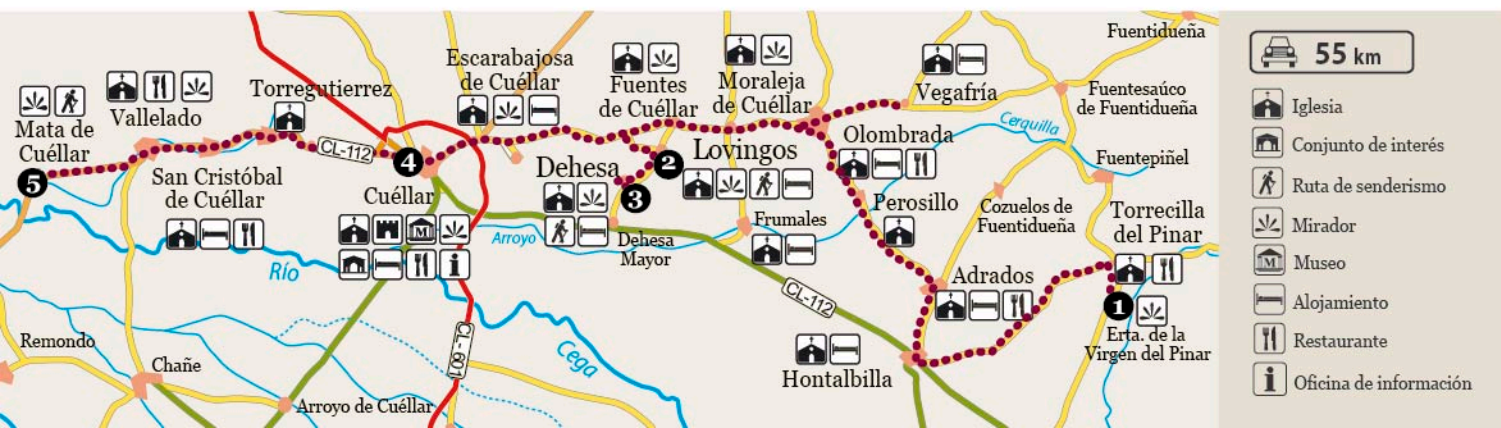 Fuentidueña
55 km
Escarabajosa
de Cuéllar
Fuentes
de Cuéllar
Moraleja
de Cuéllar
Vegafría
Fuentesaúco
de Fuentidueña
Iglesia
Torregutierrez
Vallelado
Mata de
Cuéllar
CL-112
4
Cerquilla
Olombrada
Conjunto de interés
5
San Cristóbal
de Cuéllar
Cuéllar
Dehesa
2
Lovingos
3
Fuentepiñel
Ruta de senderismo
Perosillo
Cozuelos de
Fuentidueña
Torrecilla
del Pinar
Mirador
M
Arroyo
Dehesa
Mayor
Frumales
M
Museo
Río
i
CL-112
Adrados
1
Alojamiento
Erta. de la
Virgen del Pinar
Restaurante
Remondo
Chañe
CL-601
Cega
Hontalbilla
i
Oficina de información
Arroyo de Cuéllar